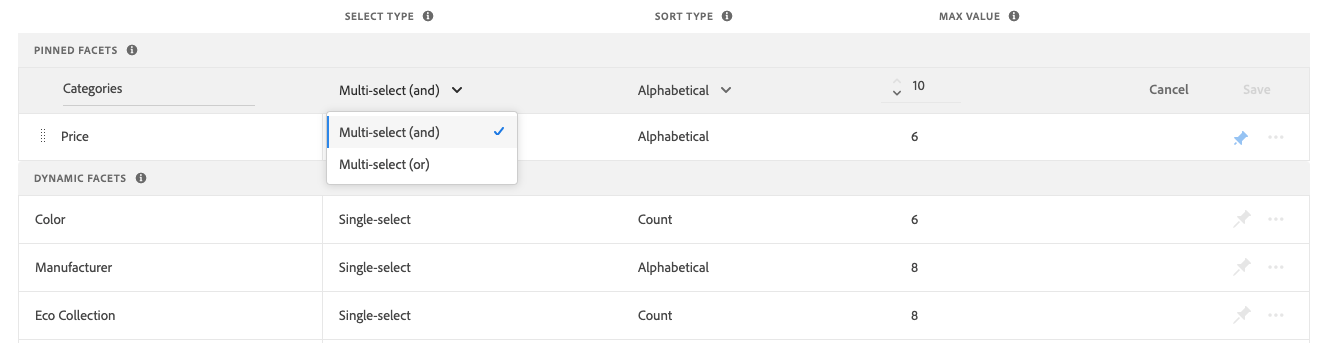 SELECT TYPE SORT TYPE MAX VALUE
PINNED FACETS
Categories Multi-select (and) Alphabetical 10 Cancel Save
Price Alphabetical 6
Multi-select (and)
Multi-select (or)
DYNAMIC FACETS
Color Single-select Count 6
Manufacturer Single-select Alphabetical 8
Eco Collection Single-select Count 8